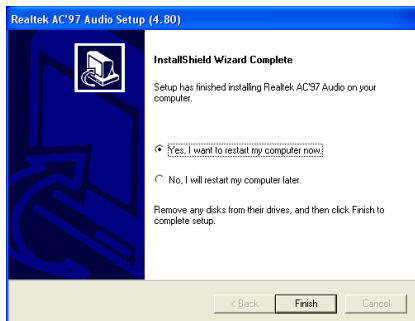 Realtek AC'97 Audio Setup (4.80)
InstallShield Wizard Complete
Setup has finished installing Realtek AC'97 Audio on your
computer.
Yes, I want to restart my computer now.
No, I will restart my computer later.
Remove any disks from their drives, and then click Finish to
complete setup.
< Back Finish Cancel